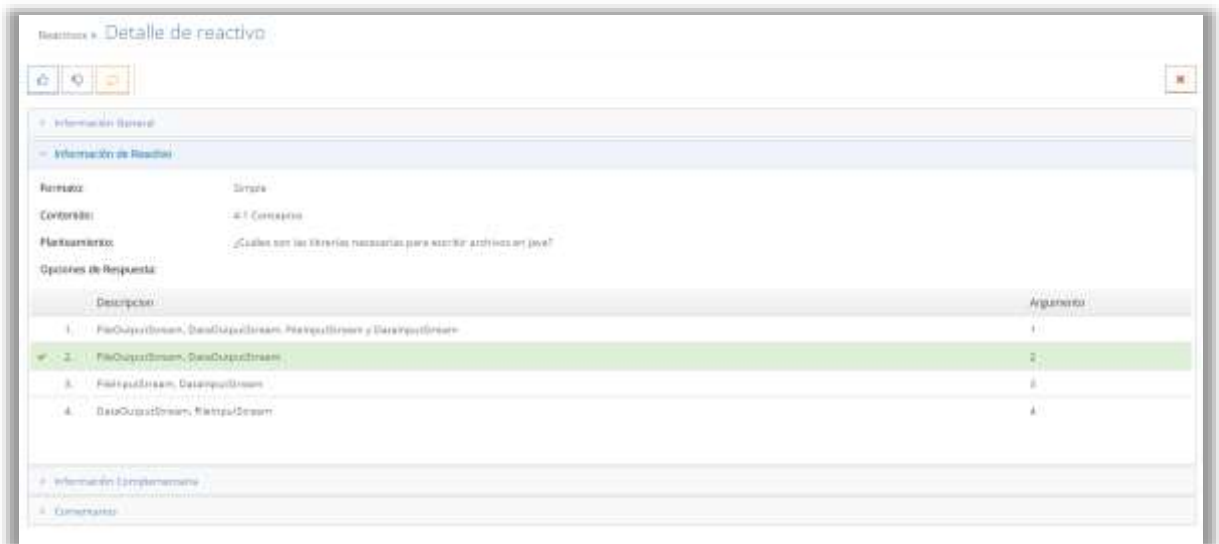 Reactivos » Detalle de reactivo
Información General
Información de Reactivo
Formato: Simple
Contenido: 4-1 Conceptos
Planteamiento: ¿Cuáles son las librerías necesarias para escribir archivos en java?
Opciones de Respuesta:
Descripcion Argumento
1. FileOutputStream, DataOutputStream, FileInputStream y DataInputStream 1
2. FileOutputStream, DataOutputStream 2
3. FileInputStream, DataInputStream 3
4. DataOutputStream, FileInputStream 4
Información Complementaria
Comentarios